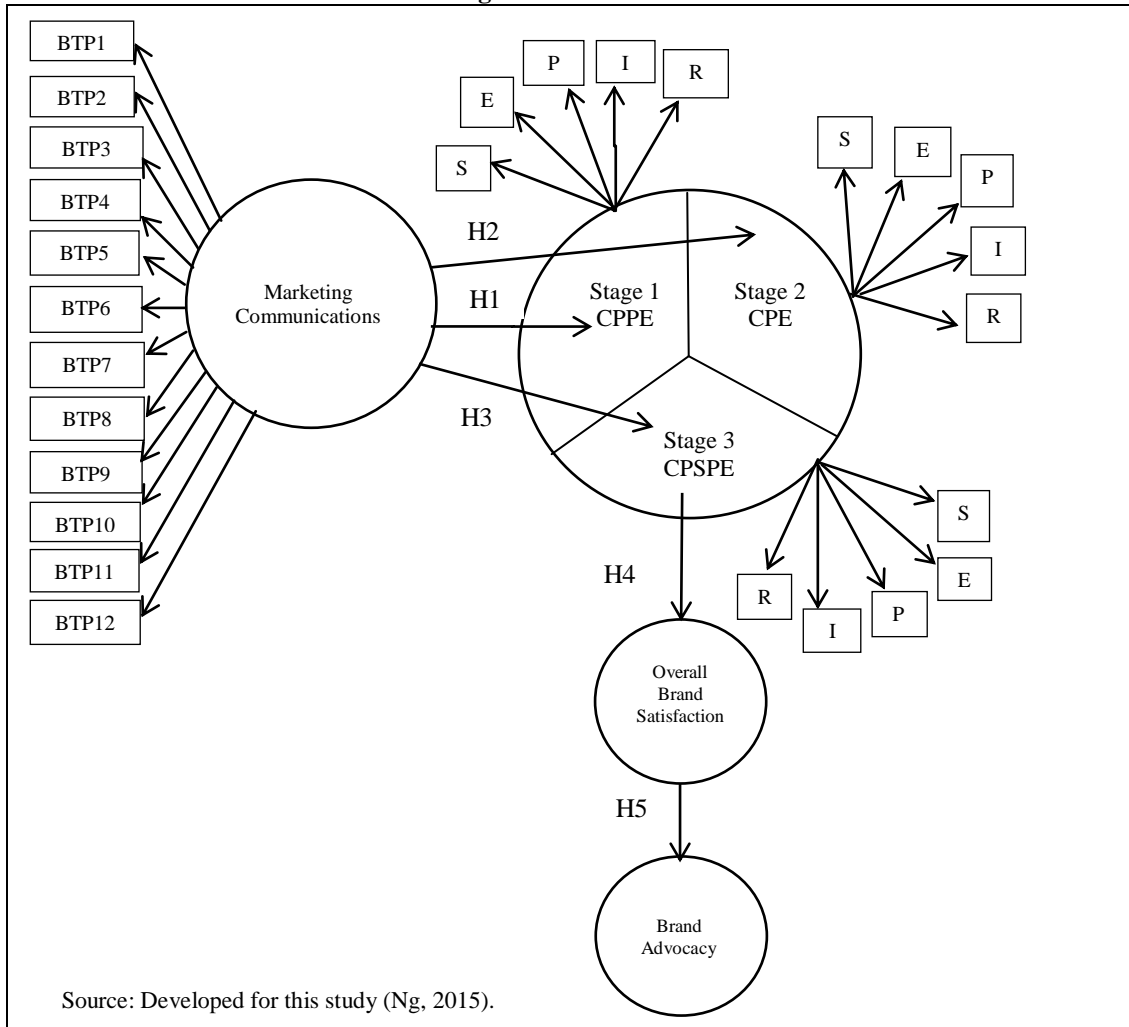 BTP1
BTP2
BTP3
BTP4
BTP5
BTP6
BTP7
BTP8
BTP9
BTP10
BTP11
BTP12
Marketing
Communications
H2
H1
H3
S
E
P
I
R
Stage 1
CPPE
Stage 2
CPE
Stage 3
CPSPE
S
E
P
I
R
S
E
P
I
R
H4
Overall
Brand
Satisfaction
H5
Brand
Advocacy
Source: Developed for this study (Ng, 2015).